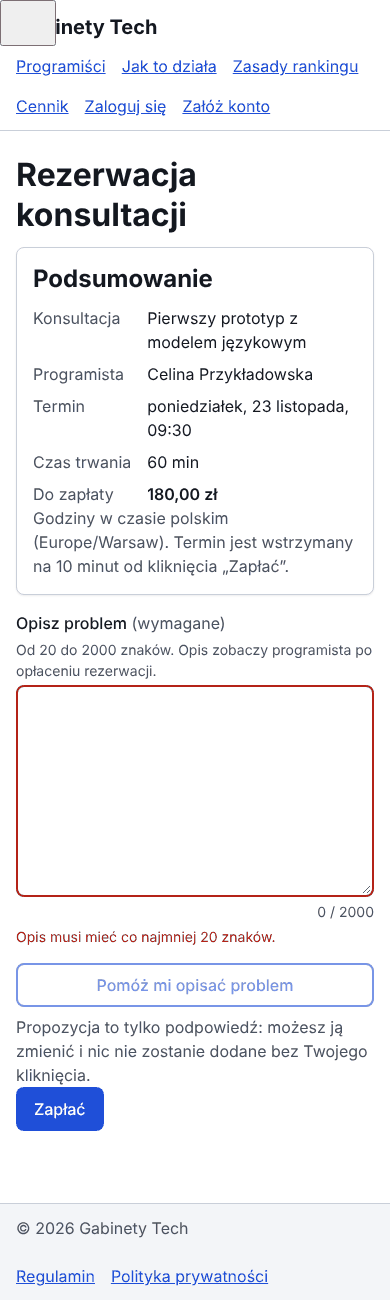 inety Tech
Programiści Jak to działa Zasady rankingu
Cennik Zaloguj się Załóż konto
Rezerwacja
konsultacji
Podsumowanie
Konsultacja Pierwszy prototyp z
modelem językowym
Programista Celina Przykładowska
Termin poniedziałek, 23 listopada,
09:30
Czas trwania 60 min
Do zapłaty 180,00 zł
Godziny w czasie polskim
(Europe/Warsaw). Termin jest wstrzymany
na 10 minut od kliknięcia „Zapłać”.
Opisz problem (wymagane)
Od 20 do 2000 znaków. Opis zobaczy programista po
opłaceniu rezerwacji.
0 / 2000
Opis musi mieć co najmniej 20 znaków.
Pomóż mi opisać problem
Propozycja to tylko podpowiedź: możesz ją
zmienić i nic nie zostanie dodane bez Twojego
kliknięcia.
Zapłać
© 2026 Gabinety Tech
Regulamin Polityka prywatności